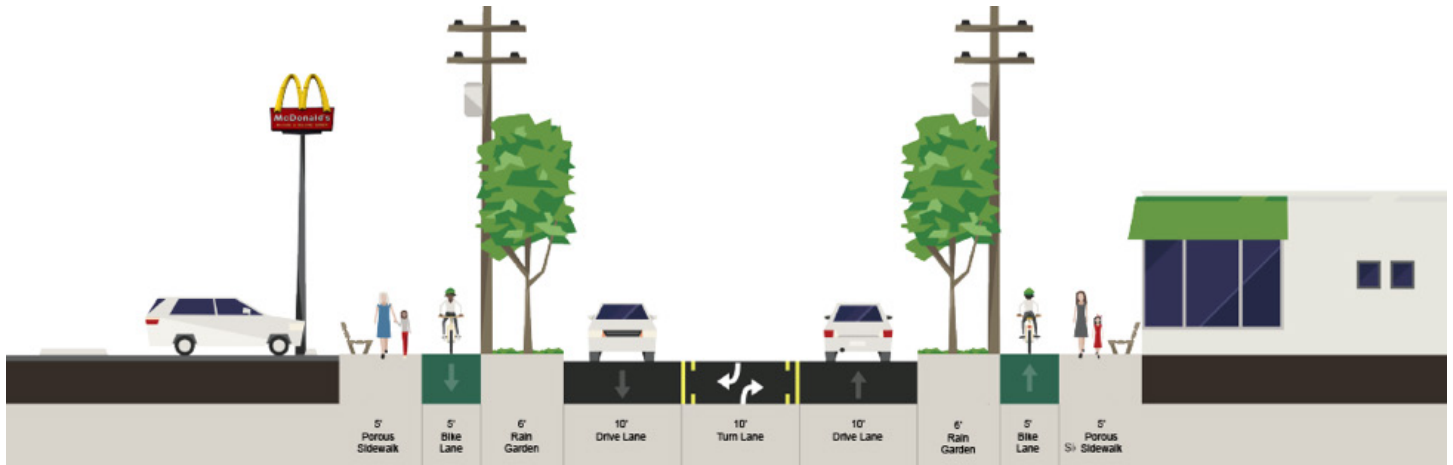 McDonald's
5'
Porous
Sidewalk
5'
Bike
Lane
6'
Rain
Garden
10'
Drive Lane
10'
Turn Lane
10'
Drive Lane
6'
Rain
Garden
5'
Bike
Lane
5'
Porous
Sidewalk